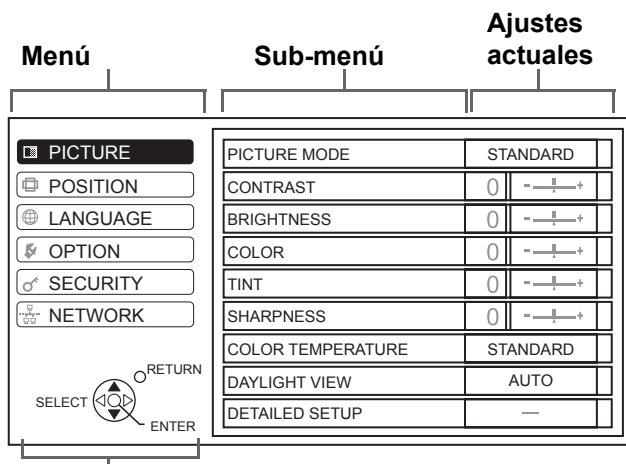 Menú Sub-menú Ajustes
actuales
PICTURE
POSITION
LANGUAGE
OPTION
SECURITY
NETWORK
RETURN
SELECT
ENTER
PICTURE MODE STANDARD
CONTRAST 0 - +
BRIGHTNESS 0 - +
COLOR 0 - +
TINT 0 - +
SHARPNESS 0 - +
COLOR TEMPERATURE STANDARD
DAYLIGHT VIEW AUTO
DETAILED SETUP —